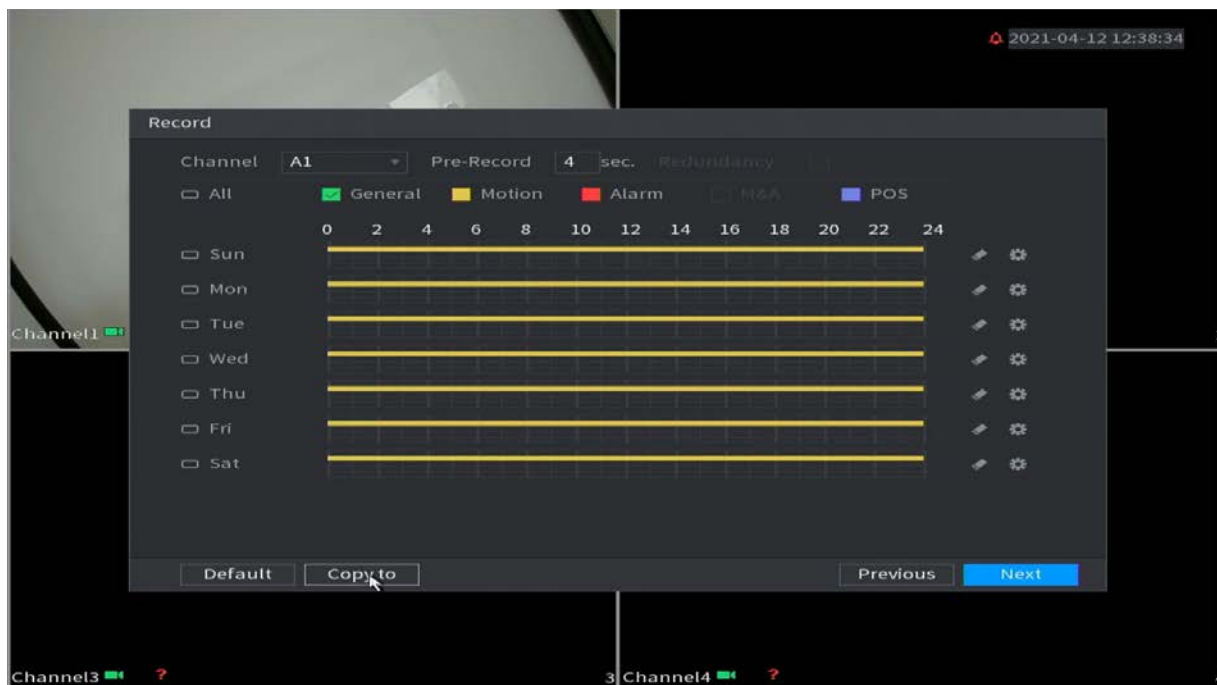 2021-04-12 12:38:34
Record
Channel A1 Pre-Record 4 sec. Redundancy
All General Motion Alarm M&A POS
0 2 4 6 8 10 12 14 16 18 20 22 24
Sun
Mon
Channel1
Tue
Wed
Thu
Fri
Sat
Default Copy to Previous Next
Channel3 ? 3 Channel4 ?